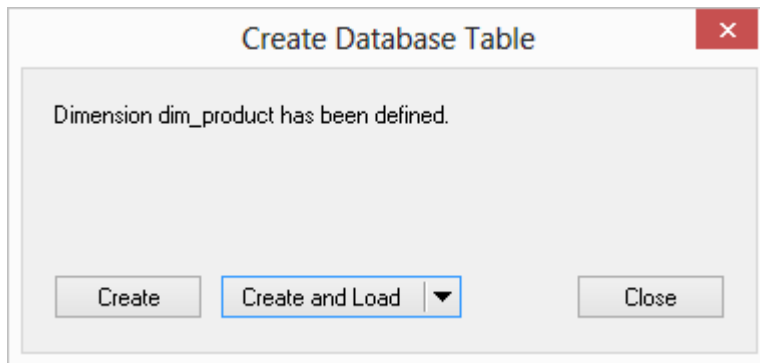 Create Database Table
Dimension dim_product has been defined.
Create
Create and Load
Close